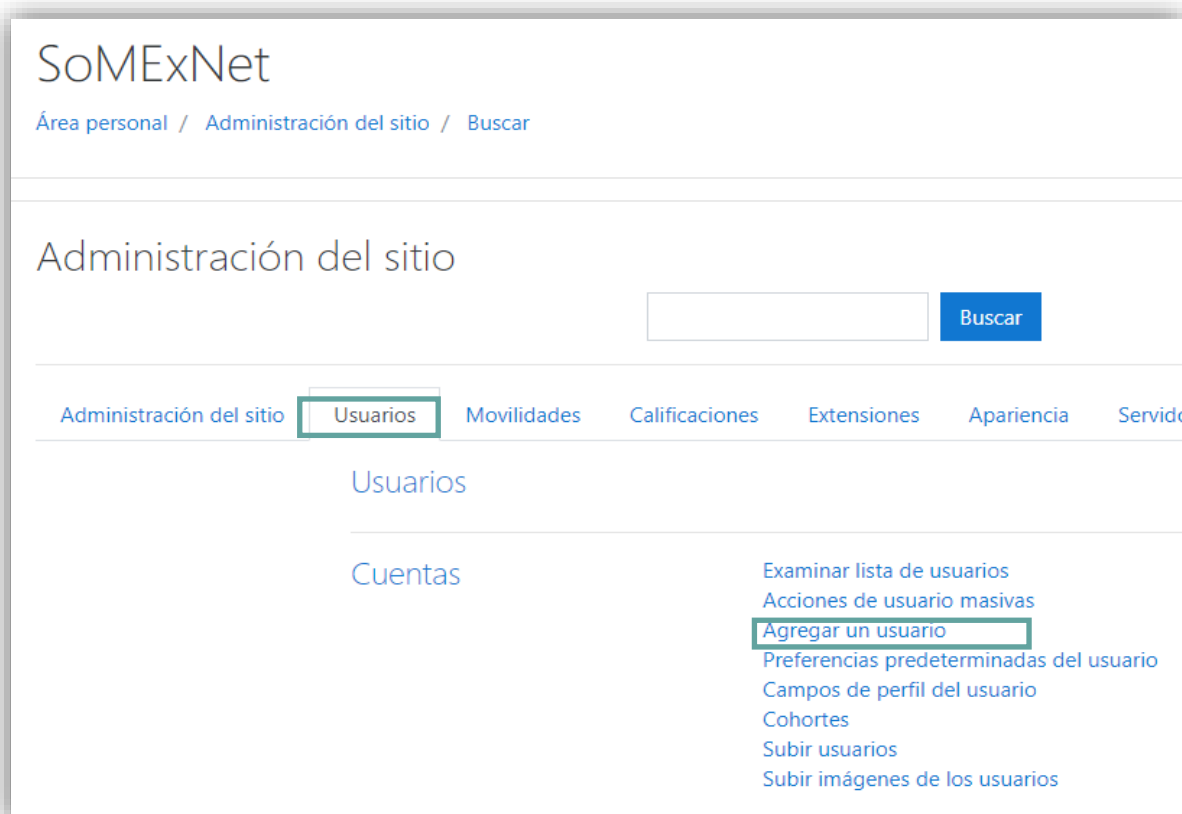 SoMExNet
Área personal / Administración del sitio / Buscar
Administración del sitio
Buscar
Administración del sitio Usuarios Movilidades Calificaciones Extensiones Apariencia Servido
Usuarios
Cuentas
Examinar lista de usuarios
Acciones de usuario masivas
Agregar un usuario
Preferencias predeterminadas del usuario
Campos de perfil del usuario
Cohortes
Subir usuarios
Subir imágenes de los usuarios